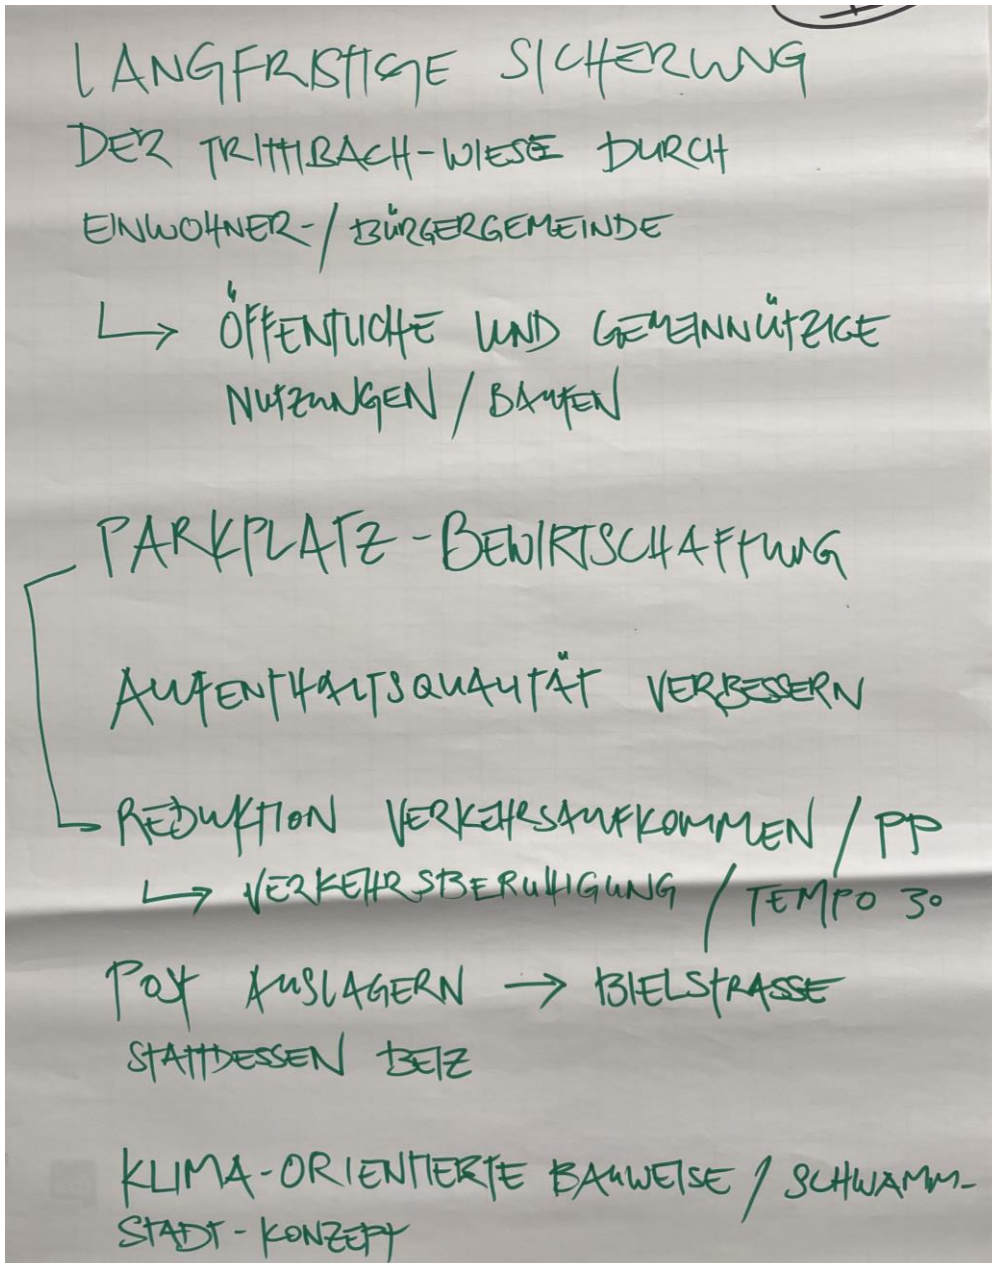 LANGFRISTIGE SICHERUNG
DER TRITTIBACH-WIESE DURCH
EINWOHNER-/BÜRGERGEMEINDE
↳ ÖFFENTLICHE UND GEMEINNÜTZIGE
NUTZUNGEN / BAUTEN
PARKPLATZ-BEWIRTSCHAFTUNG
AUFENTHALTSQUALITÄT VERBESSERN
REDUKTION VERKEHRSAUFKOMMEN / PP
↳ VERKEHRSBERUHIGUNG / TEMPO 30
POST AUSLAGERN → BIELSTRASSE
STATTDESSEN BEIZ
KLIMA-ORIENTIERTE BAUWEISE / SCHWAMM-
STADT-KONZEPT